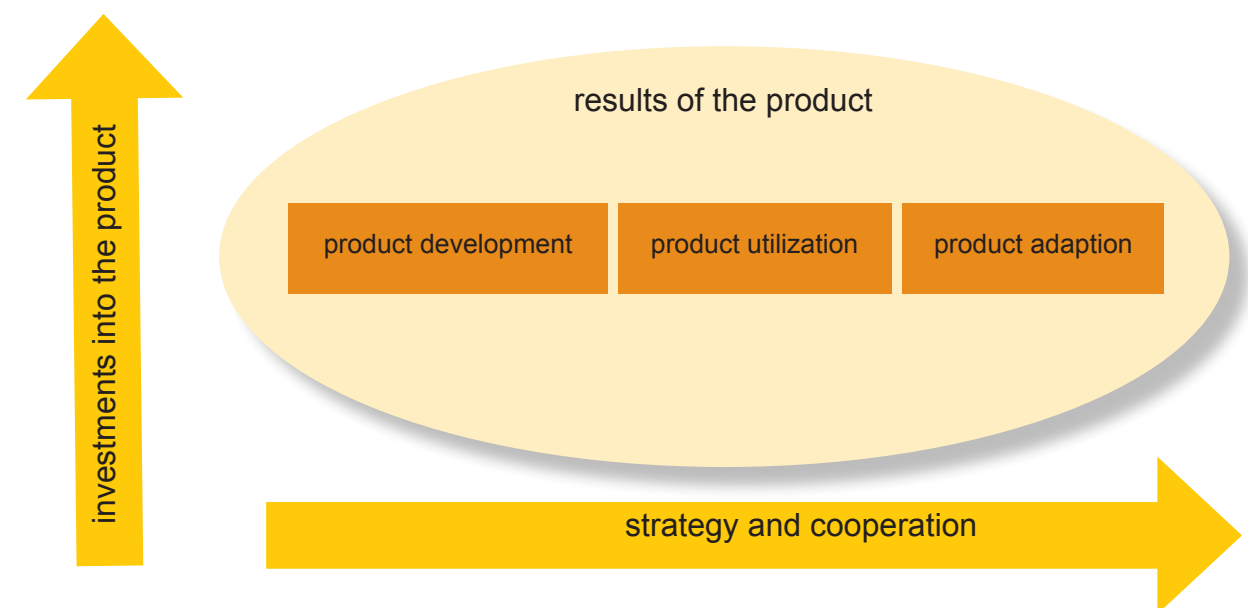 investments into the product
results of the product
product development
product utilization
product adaption
strategy and cooperation